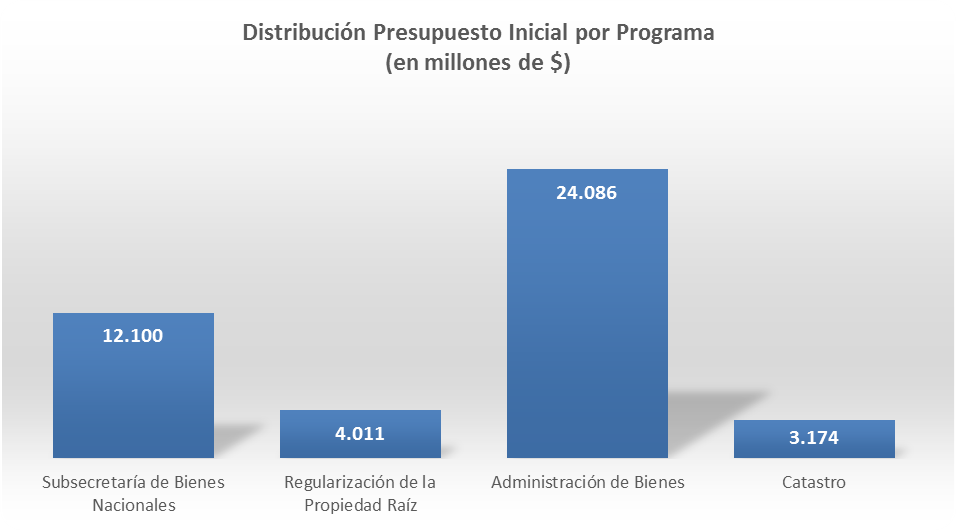 Distribución Presupuesto Inicial por Programa
(en millones de $)
24.086
12.100
4.011
3.174
Subsecretaría de Bienes
Nacionales
Regularización de la
Propiedad Raíz
Administración de Bienes
Catastro